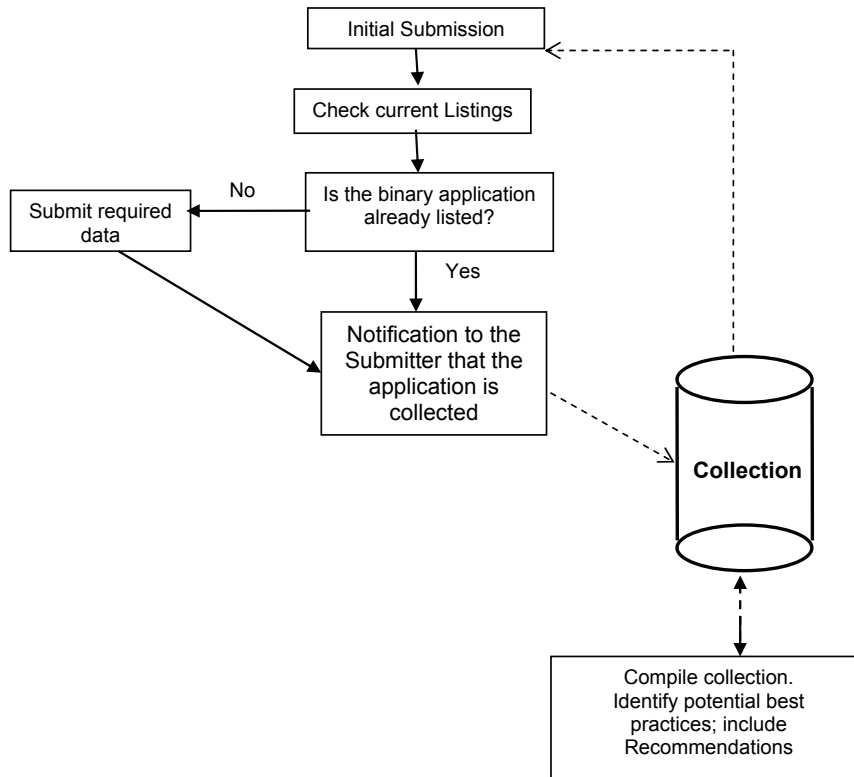 Initial Submission
Check current Listings
No
Is the binary application
already listed?
Submit required
data
Yes
Notification to the
Submitter that the
application is
collected
Collection
Compile collection.
Identify potential best
practices; include
Recommendations